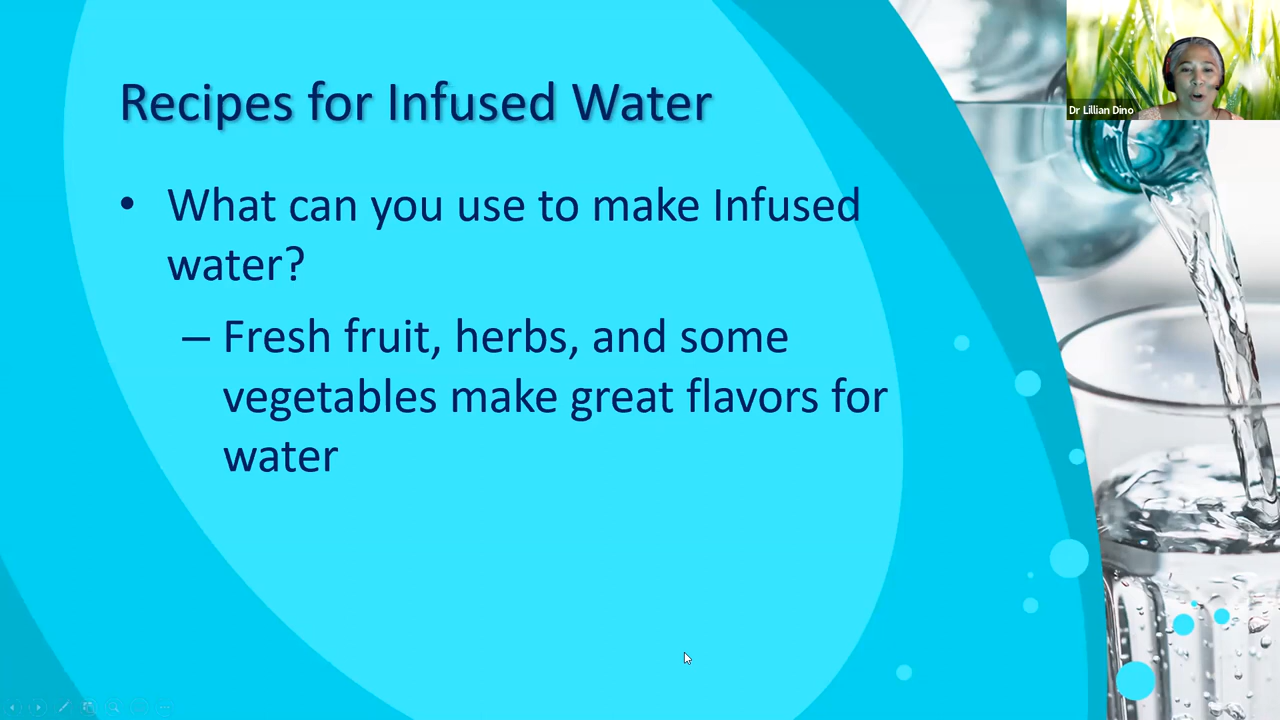 Recipes for Infused Water
• What can you use to make Infused
water?
– Fresh fruit, herbs, and some
vegetables make great flavors for
water
Dr Lillian Dino